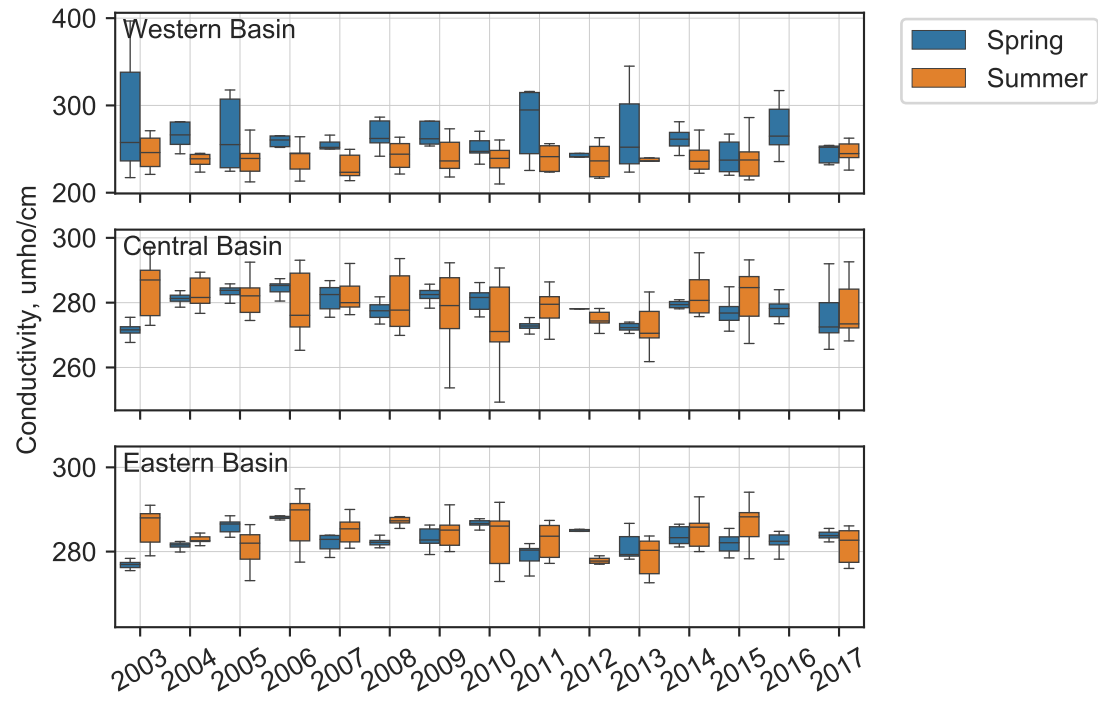 Western Basin
400
300
200
Spring
Summer
Central Basin
300
280
260
Conductivity, umho/cm
Eastern Basin
300
280
2003 2004 2005 2006 2007 2008 2009 2010 2011 2012 2013 2014 2015 2016 2017